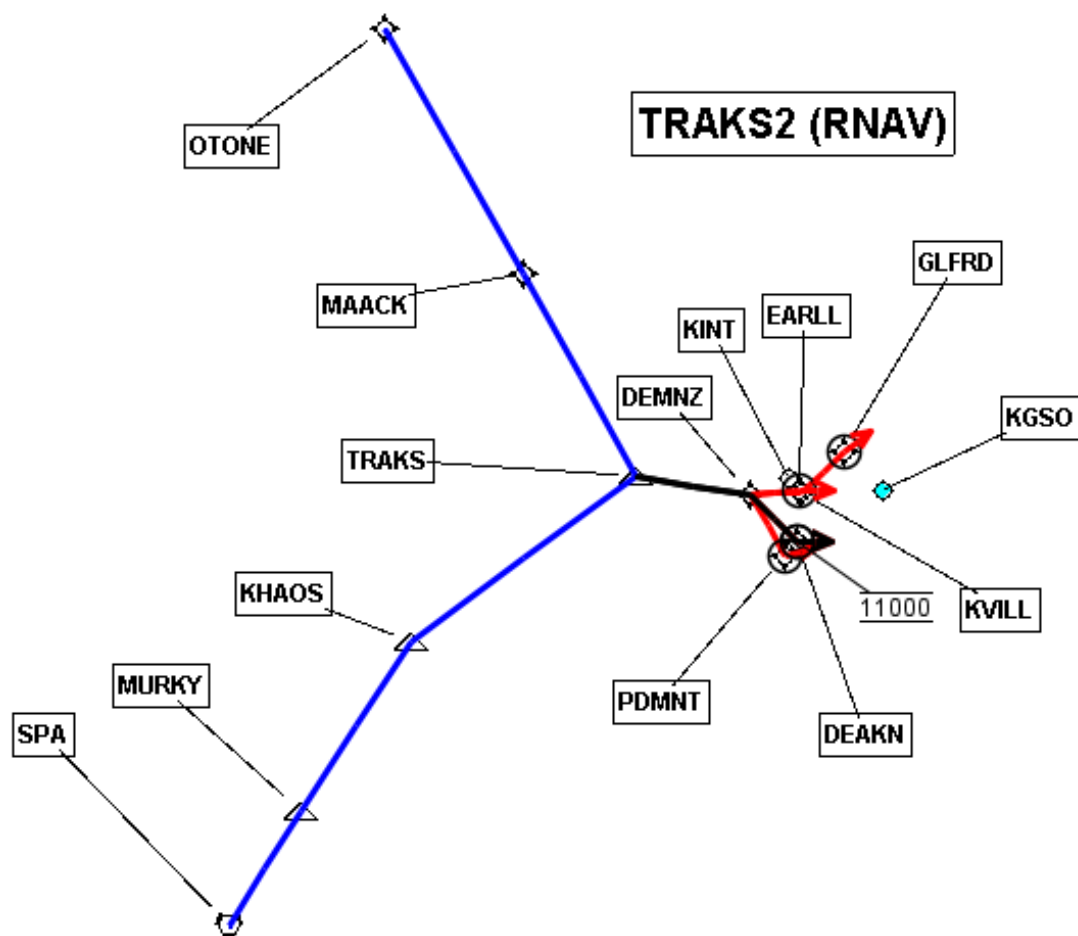 OTONE
TRAKS2 (RNAV)
MAACK
GLFRD
KINT
EARLL
DEMNZ
KGSO
TRAKS
KHAOS
11000
KVILL
MURKY
PDMNT
SPA
DEAKN